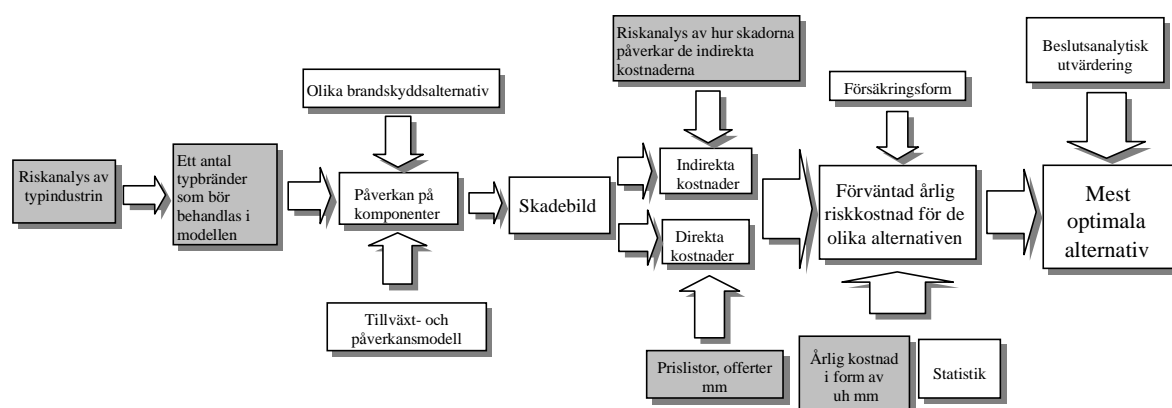 Riskanalys av
typindustrin
Ett antal
typbränder
som bör
behandlas i
modellen
Olika brandskyddsalternativ
Påverkan på
komponenter
Tillväxt- och
påverkansmodell
Skadebild
Riskanalys av hur skadorna
påverkar de indirekta
kostnaderna
Indirekta
kostnader
Direkta
kostnader
Prislistor, offerter
mm
Försäkringsform
Förväntad årlig
riskkostnad för de
olika alternativen
Årlig kostnad
i form av
uh mm
Statistik
Beslutsanalytisk
utvärdering
Mest
optimala
alternativ